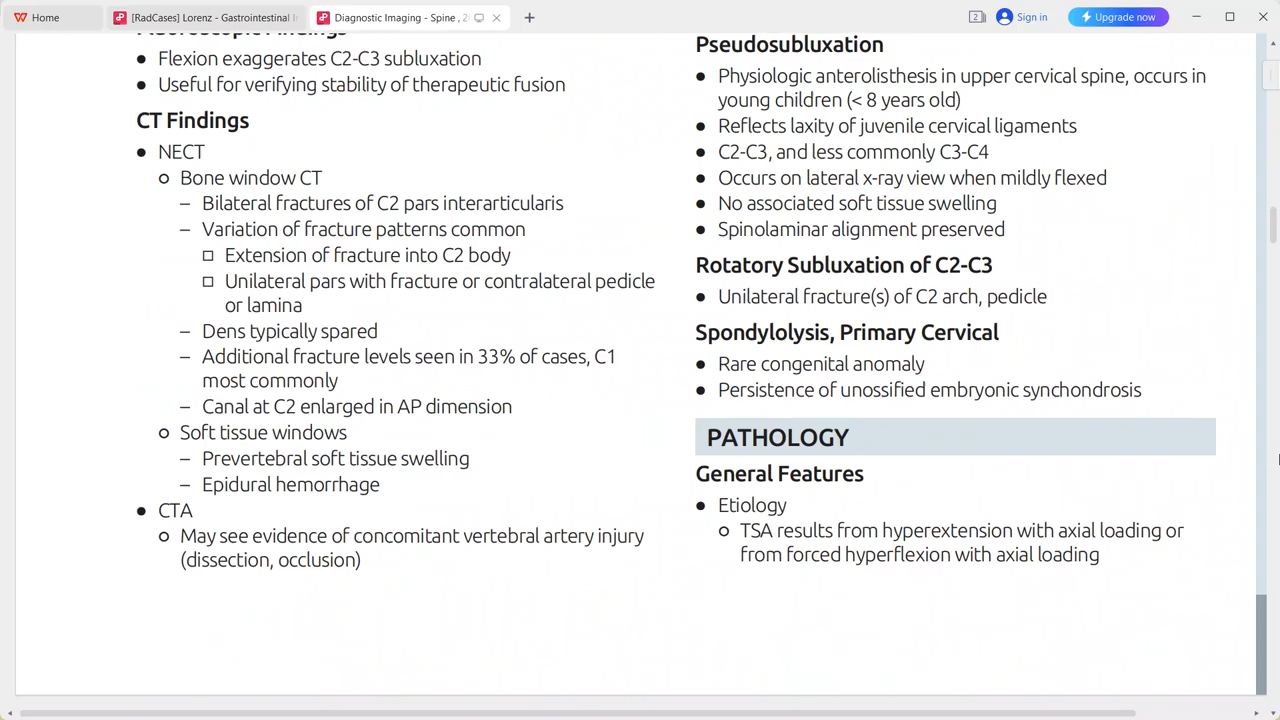 Home
[RadCases] Lorenz - Gastrointestinal I
Diagnostic Imaging - Spine , 2
2
Sign in
Upgrade now
Flexion exaggerates C2-C3 subluxation
Useful for verifying stability of therapeutic fusion
CT Findings
● NECT
○ Bone window CT
– Bilateral fractures of C2 pars interarticularis
– Variation of fracture patterns common
□ Extension of fracture into C2 body
□ Unilateral pars with fracture or contralateral pedicle
or lamina
– Dens typically spared
– Additional fracture levels seen in 33% of cases, C1
most commonly
– Canal at C2 enlarged in AP dimension
○ Soft tissue windows
– Prevertebral soft tissue swelling
– Epidural hemorrhage
● CTA
○ May see evidence of concomitant vertebral artery injury
(dissection, occlusion)
Pseudosubluxation
● Physiologic anterolisthesis in upper cervical spine, occurs in
young children (< 8 years old)
● Reflects laxity of juvenile cervical ligaments
● C2-C3, and less commonly C3-C4
● Occurs on lateral x-ray view when mildly flexed
● No associated soft tissue swelling
● Spinolaminar alignment preserved
Rotatory Subluxation of C2-C3
● Unilateral fracture(s) of C2 arch, pedicle
Spondylolysis, Primary Cervical
● Rare congenital anomaly
● Persistence of unossified embryonic synchondrosis
PATHOLOGY
General Features
● Etiology
○ TSA results from hyperextension with axial loading or
from forced hyperflexion with axial loading